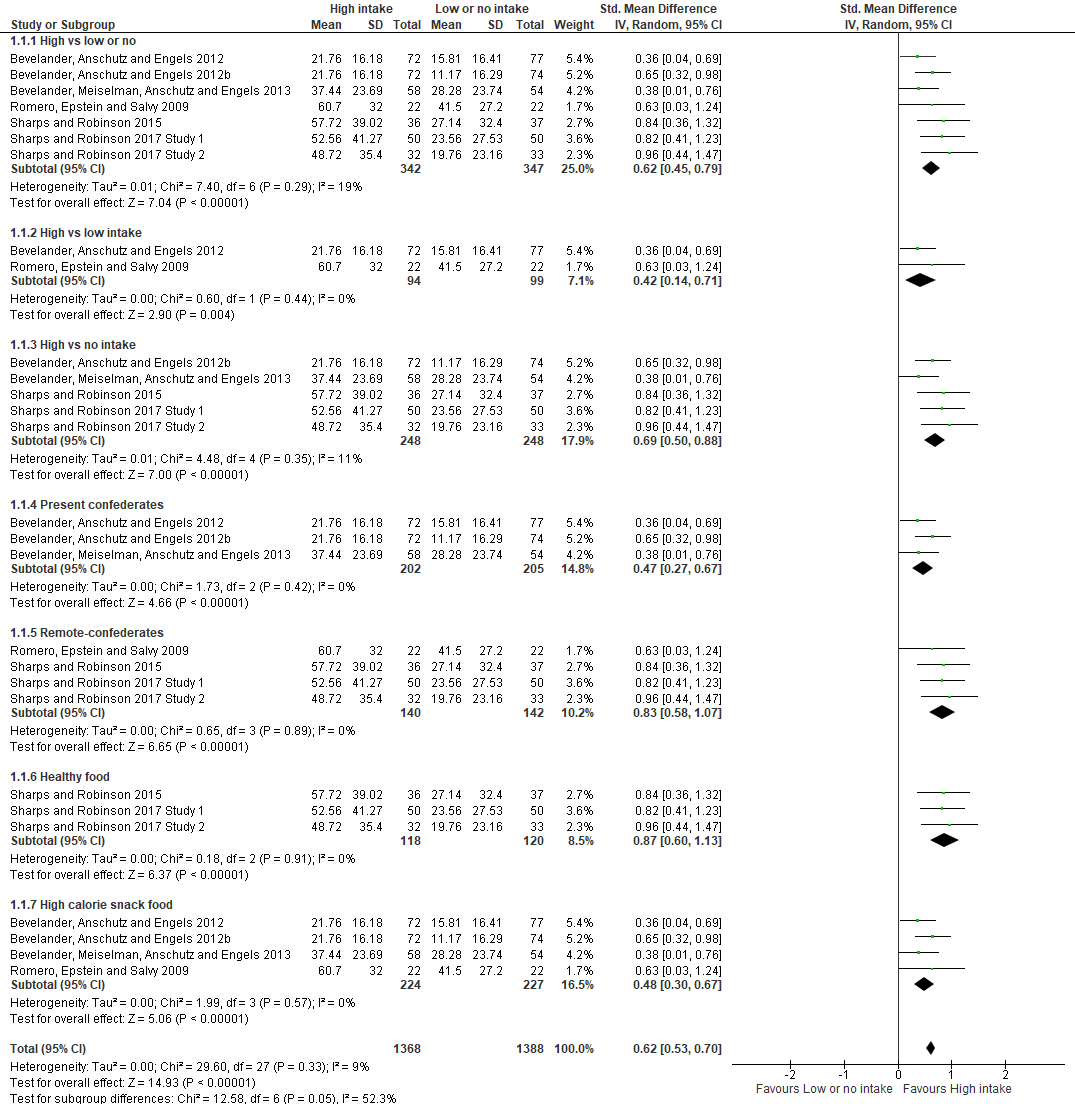 High intake Low or no intake Std. Mean Difference Std. Mean Difference
Study or Subgroup Mean SD Total Mean SD Total Weight IV, Random, 95% CI IV, Random, 95% CI
1.1.1 High vs low or no
Bevelander, Anschutz and Engels 2012 21.76 16.18 72 15.81 16.41 77 5.4% 0.36 [0.04, 0.69]
Bevelander, Anschutz and Engels 2012b 21.76 16.18 72 11.17 16.29 74 5.2% 0.65 [0.32, 0.98]
Bevelander, Meiselman, Anschutz and Engels 2013 37.44 23.69 58 28.28 23.74 54 4.2% 0.38 [0.01, 0.76]
Romero, Epstein and Salvy 2009 60.7 32 22 41.5 27.2 22 1.7% 0.63 [0.03, 1.24]
Sharps and Robinson 2015 57.72 39.02 36 27.14 32.4 37 2.7% 0.84 [0.36, 1.32]
Sharps and Robinson 2017 Study 1 52.56 41.27 50 23.56 27.53 50 3.6% 0.82 [0.41, 1.23]
Sharps and Robinson 2017 Study 2 48.72 35.4 32 19.76 23.16 33 2.3% 0.96 [0.44, 1.47]
Subtotal (95% CI) 342 347 25.0% 0.62 [0.45, 0.79]
Heterogeneity: Tau² = 0.01; Chi² = 7.40, df = 6 (P = 0.29); I² = 19%
Test for overall effect: Z = 7.04 (P < 0.00001)
1.1.2 High vs low intake
Bevelander, Anschutz and Engels 2012 21.76 16.18 72 15.81 16.41 77 5.4% 0.36 [0.04, 0.69]
Romero, Epstein and Salvy 2009 60.7 32 22 41.5 27.2 22 1.7% 0.63 [0.03, 1.24]
Subtotal (95% CI) 94 99 7.1% 0.42 [0.14, 0.71]
Heterogeneity: Tau² = 0.00; Chi² = 0.60, df = 1 (P = 0.44); I² = 0%
Test for overall effect: Z = 2.90 (P = 0.004)
1.1.3 High vs no intake
Bevelander, Anschutz and Engels 2012b 21.76 16.18 72 11.17 16.29 74 5.2% 0.65 [0.32, 0.98]
Bevelander, Meiselman, Anschutz and Engels 2013 37.44 23.69 58 28.28 23.74 54 4.2% 0.38 [0.01, 0.76]
Sharps and Robinson 2015 57.72 39.02 36 27.14 32.4 37 2.7% 0.84 [0.36, 1.32]
Sharps and Robinson 2017 Study 1 52.56 41.27 50 23.56 27.53 50 3.6% 0.82 [0.41, 1.23]
Sharps and Robinson 2017 Study 2 48.72 35.4 32 19.76 23.16 33 2.3% 0.96 [0.44, 1.47]
Subtotal (95% CI) 248 248 17.9% 0.69 [0.50, 0.88]
Heterogeneity: Tau² = 0.01; Chi² = 4.48, df = 4 (P = 0.35); I² = 11%
Test for overall effect: Z = 7.00 (P < 0.00001)
1.1.4 Present confederates
Bevelander, Anschutz and Engels 2012 21.76 16.18 72 15.81 16.41 77 5.4% 0.36 [0.04, 0.69]
Bevelander, Anschutz and Engels 2012b 21.76 16.18 72 11.17 16.29 74 5.2% 0.65 [0.32, 0.98]
Bevelander, Meiselman, Anschutz and Engels 2013 37.44 23.69 58 28.28 23.74 54 4.2% 0.38 [0.01, 0.76]
Subtotal (95% CI) 202 205 14.8% 0.47 [0.27, 0.67]
Heterogeneity: Tau² = 0.00; Chi² = 1.73, df = 2 (P = 0.42); I² = 0%
Test for overall effect: Z = 4.66 (P < 0.00001)
1.1.5 Remote-confederates
Romero, Epstein and Salvy 2009 60.7 32 22 41.5 27.2 22 1.7% 0.63 [0.03, 1.24]
Sharps and Robinson 2015 57.72 39.02 36 27.14 32.4 37 2.7% 0.84 [0.36, 1.32]
Sharps and Robinson 2017 Study 1 52.56 41.27 50 23.56 27.53 50 3.6% 0.82 [0.41, 1.23]
Sharps and Robinson 2017 Study 2 48.72 35.4 32 19.76 23.16 33 2.3% 0.96 [0.44, 1.47]
Subtotal (95% CI) 140 142 10.2% 0.83 [0.58, 1.07]
Heterogeneity: Tau² = 0.00; Chi² = 0.65, df = 3 (P = 0.89); I² = 0%
Test for overall effect: Z = 6.65 (P < 0.00001)
1.1.6 Healthy food
Sharps and Robinson 2015 57.72 39.02 36 27.14 32.4 37 2.7% 0.84 [0.36, 1.32]
Sharps and Robinson 2017 Study 1 52.56 41.27 50 23.56 27.53 50 3.6% 0.82 [0.41, 1.23]
Sharps and Robinson 2017 Study 2 48.72 35.4 32 19.76 23.16 33 2.3% 0.96 [0.44, 1.47]
Subtotal (95% CI) 118 120 8.5% 0.87 [0.60, 1.13]
Heterogeneity: Tau² = 0.00; Chi² = 0.18, df = 2 (P = 0.91); I² = 0%
Test for overall effect: Z = 6.37 (P < 0.00001)
1.1.7 High calorie snack food
Bevelander, Anschutz and Engels 2012 21.76 16.18 72 15.81 16.41 77 5.4% 0.36 [0.04, 0.69]
Bevelander, Anschutz and Engels 2012b 21.76 16.18 72 11.17 16.29 74 5.2% 0.65 [0.32, 0.98]
Bevelander, Meiselman, Anschutz and Engels 2013 37.44 23.69 58 28.28 23.74 54 4.2% 0.38 [0.01, 0.76]
Romero, Epstein and Salvy 2009 60.7 32 22 41.5 27.2 22 1.7% 0.63 [0.03, 1.24]
Subtotal (95% CI) 224 227 16.5% 0.48 [0.30, 0.67]
Heterogeneity: Tau² = 0.00; Chi² = 1.99, df = 3 (P = 0.57); I² = 0%
Test for overall effect: Z = 5.06 (P < 0.00001)
Total (95% CI) 1368 1388 100.0% 0.62 [0.53, 0.70]
Heterogeneity: Tau² = 0.00; Chi² = 29.60, df = 27 (P = 0.33); I² = 9%
Test for overall effect: Z = 14.93 (P < 0.00001)
Test for subgroup differences: Chi² = 12.58, df = 6 (P = 0.05), I² = 52.3%
-2 -1 0 1 2
Favours Low or no intake Favours High intake